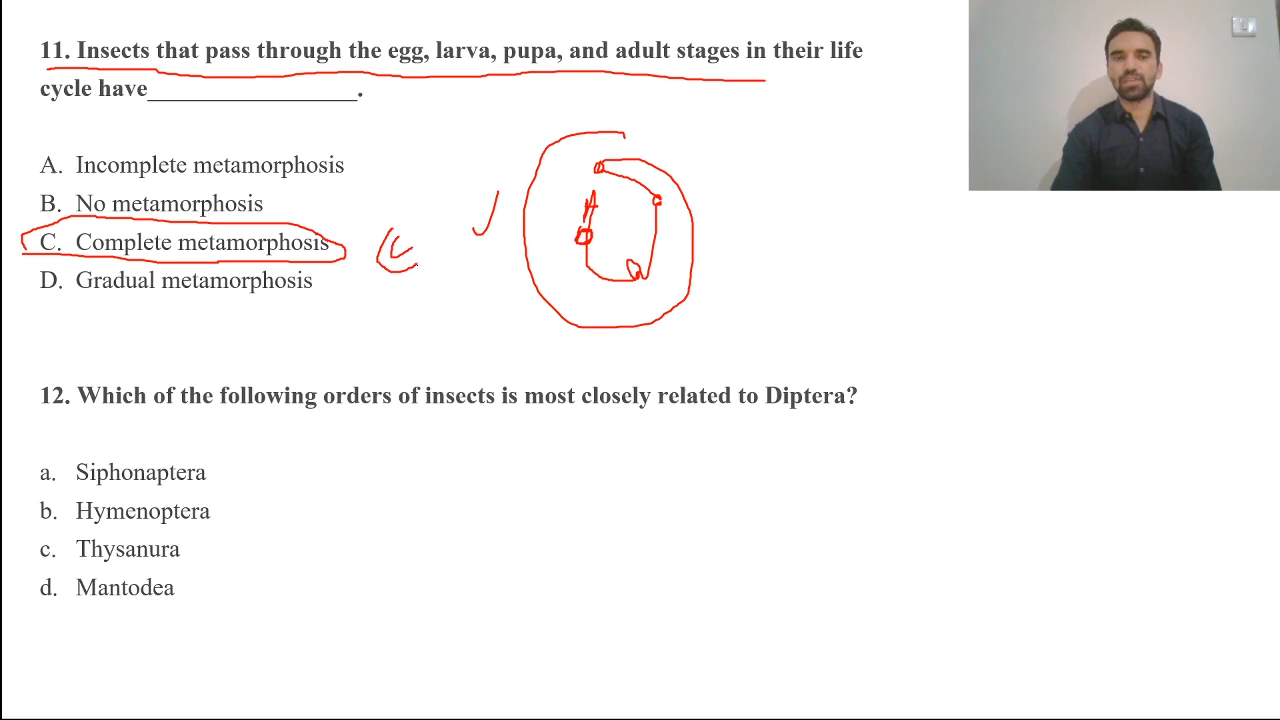 11. Insects that pass through the egg, larva, pupa, and adult stages in their life
cycle have_________________.
A. Incomplete metamorphosis
B. No metamorphosis
C. Complete metamorphosis
D. Gradual metamorphosis
12. Which of the following orders of insects is most closely related to Diptera?
a. Siphonaptera
b. Hymenoptera
c. Thysanura
d. Mantodea